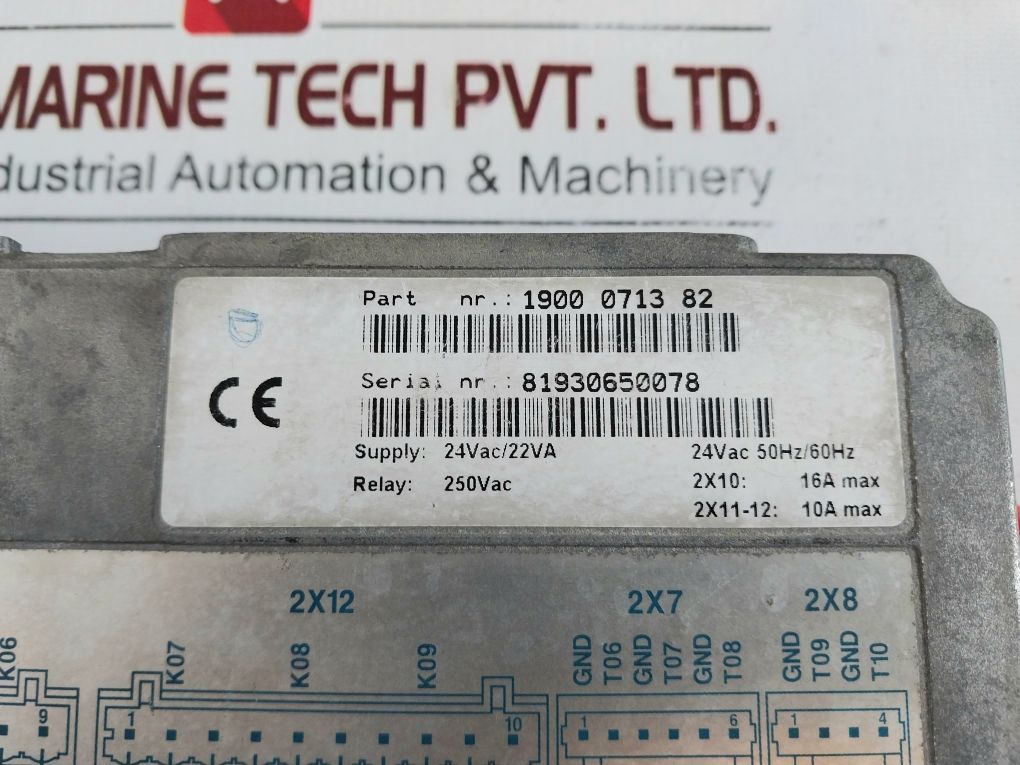 MARINE TECH PVT. LTD.
dustrial Automation & Machinery
Part nr.: 1900 0713 82
Serial nr.: 81930650078
CE
Supply: 24Vac/22VA 24Vac 50Hz/60Hz
Relay: 250Vac 2X10: 16A max
2X11-12: 10A max
2X12 2X7 2X8
K06 K07 K08 K09 GND T06 GND T07 GND T08 GND T09 GND T10
9 1 10 1 6 1 4